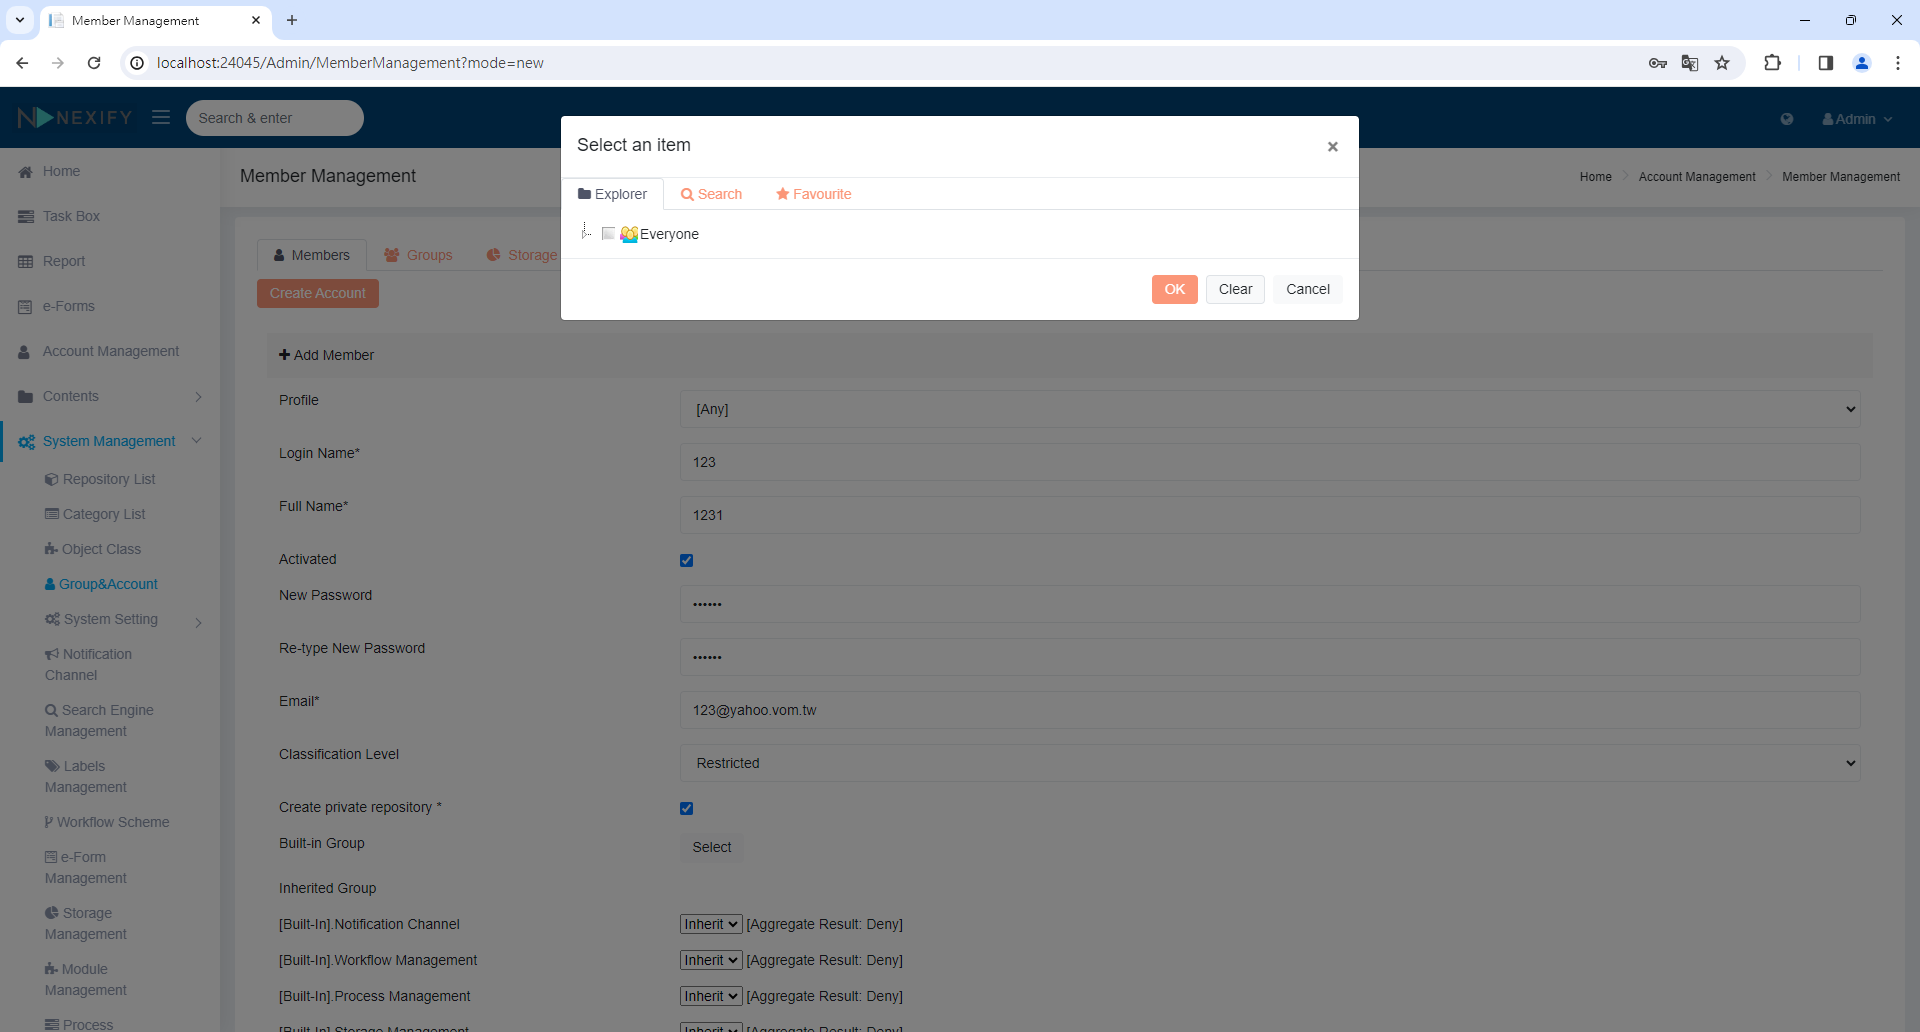 Member Management
localhost:24045/Admin/MemberManagement?mode=new
NEXIFY
Search & enter
Admin
Select an item
Explorer
Search
Favourite
Everyone
OK
Clear
Cancel
Home
Task Box
Report
e-Forms
Account Management
Contents
System Management
Repository List
Category List
Object Class
Group&Account
System Setting
Notification
Channel
Search Engine
Management
Labels
Management
Workflow Scheme
e-Form
Management
Storage
Management
Module
Management
Process
Member Management
Home
Account Management
Member Management
Members
Groups
Storage
Create Account
Add Member
Profile
[Any]
Login Name*
123
Full Name*
1231
Activated
New Password
••••••
Re-type New Password
••••••
Email*
123@yahoo.vom.tw
Classification Level
Restricted
Create private repository *
Built-in Group
Select
Inherited Group
[Built-In].Notification Channel
Inherit [Aggregate Result: Deny]
[Built-In].Workflow Management
Inherit [Aggregate Result: Deny]
[Built-In].Process Management
Inherit [Aggregate Result: Deny]
[Built-In].Storage Management
Inherit [Aggregate Result: Deny]